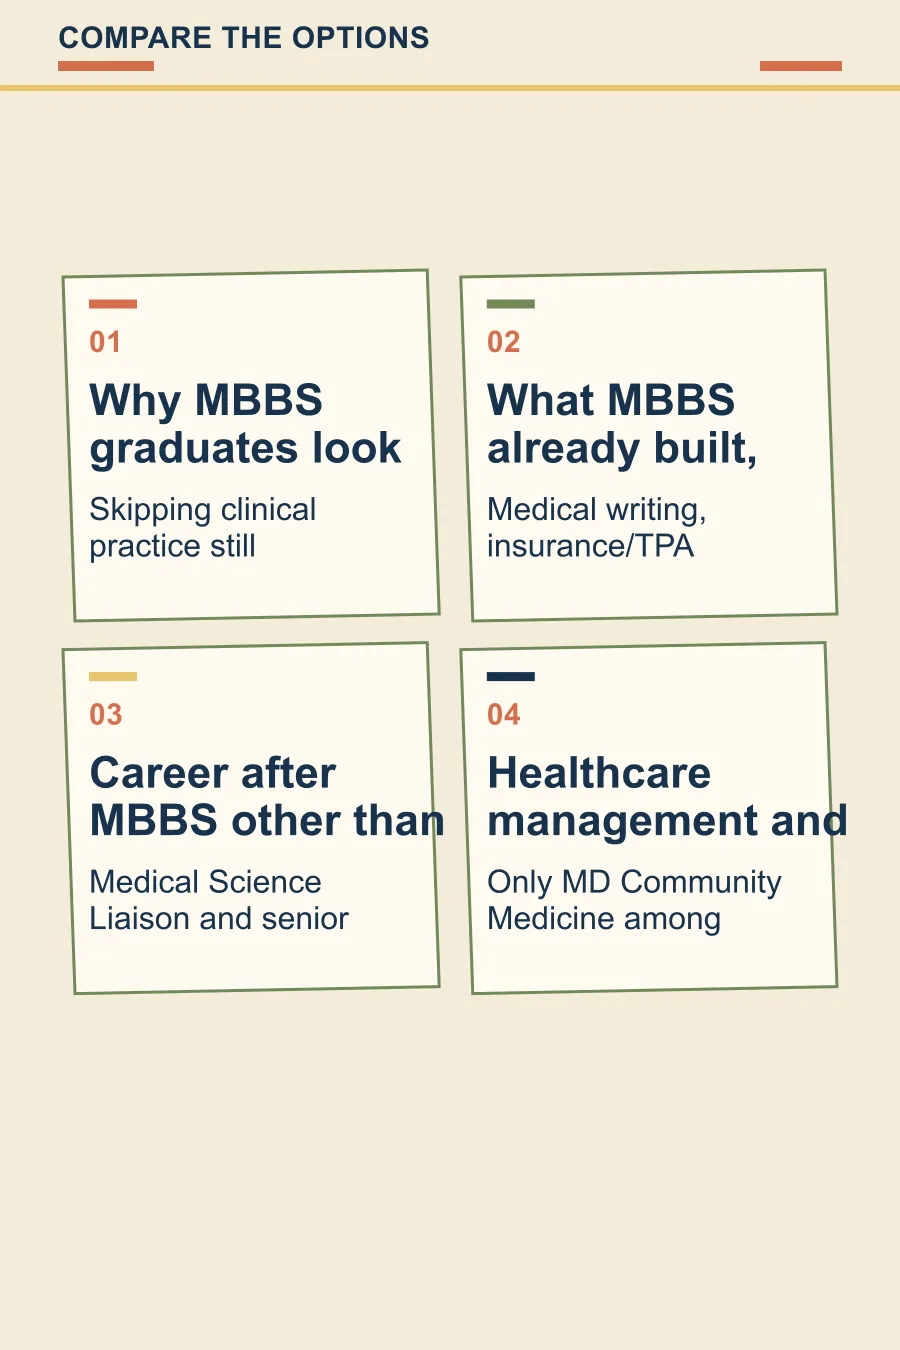 COMPARE THE OPTIONS
01
Why MBBS
graduates look
Skipping clinical
practice still
02
What MBBS
already built,
Medical writing,
insurance/TPA
03
Career after
MBBS other than
Medical Science
Liaison and senior
04
Healthcare
management and
Only MD Community
Medicine among